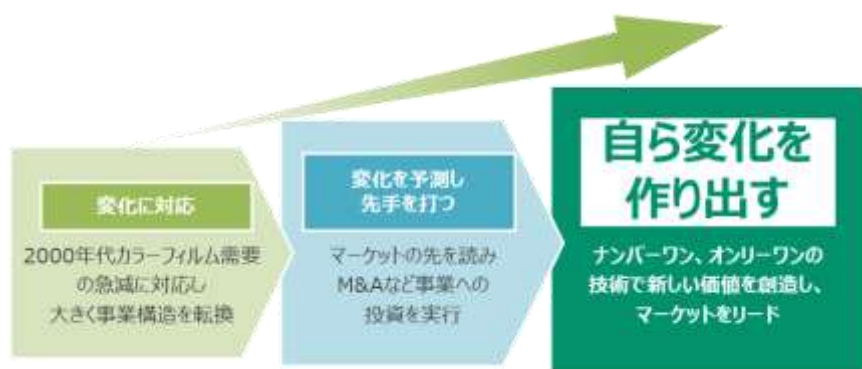 変化に対応
2000年代カラーフィルム需要
の急減に対応し
大きく事業構造を転換
変化を予測し
先手を打つ
マーケットの先を読み
M&Aなど事業への
投資を実行
自ら変化を
作り出す
ナンバーワン、オンリーワンの
技術で新しい価値を創造し、
マーケットをリード